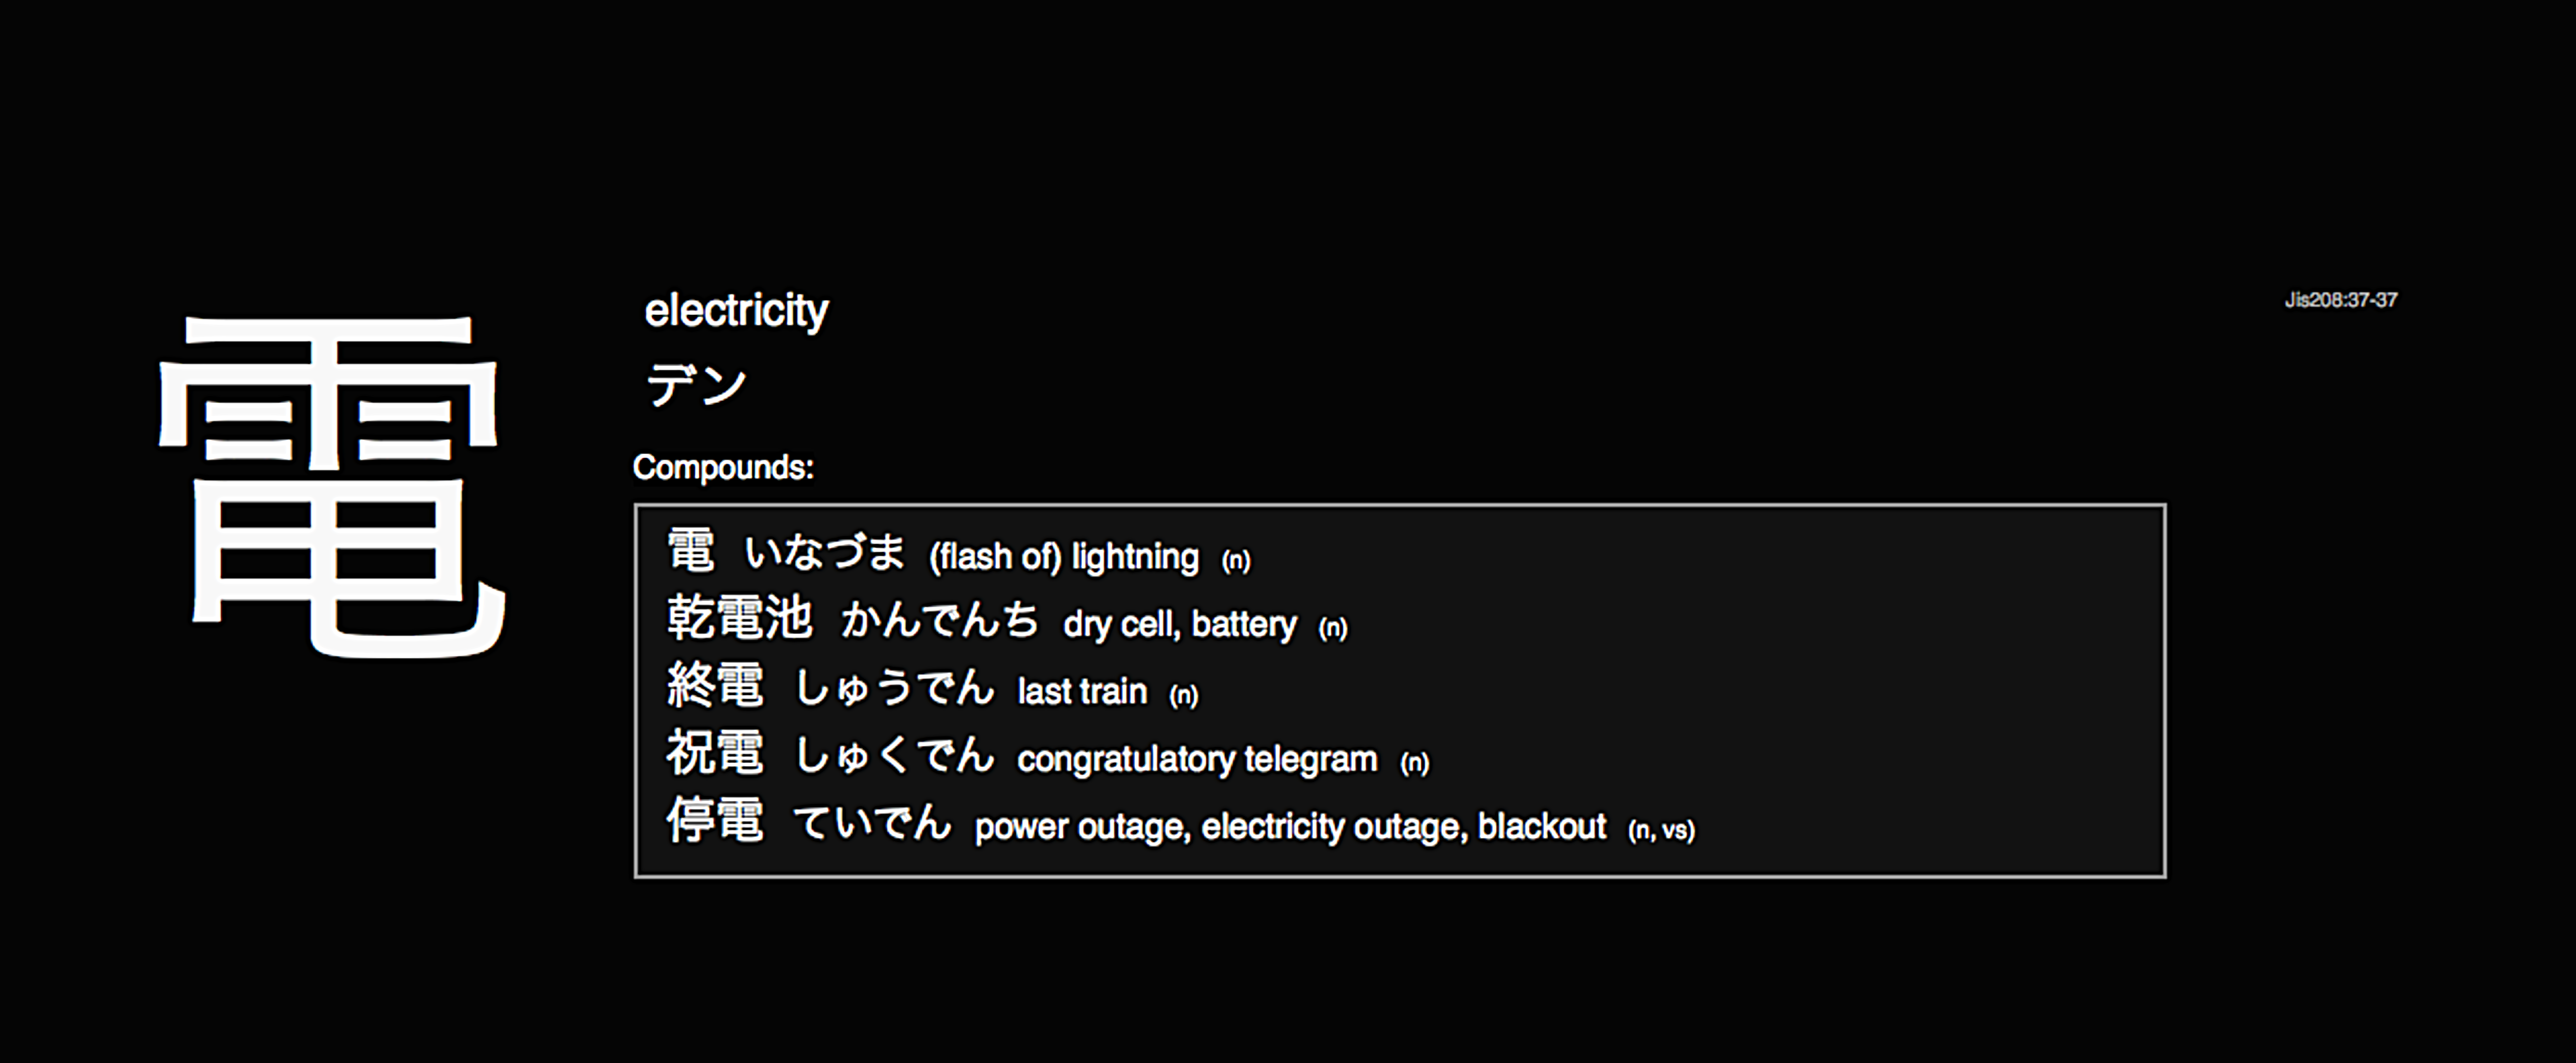 電
electricity
Jis208:37-37
デン
Compounds:
電 いなづま (flash of) lightning (n)
乾電池 かんでんち dry cell, battery (n)
終電 しゅうでん last train (n)
祝電 しゅくでん congratulatory telegram (n)
停電 ていでん power outage, electricity outage, blackout (n, vs)